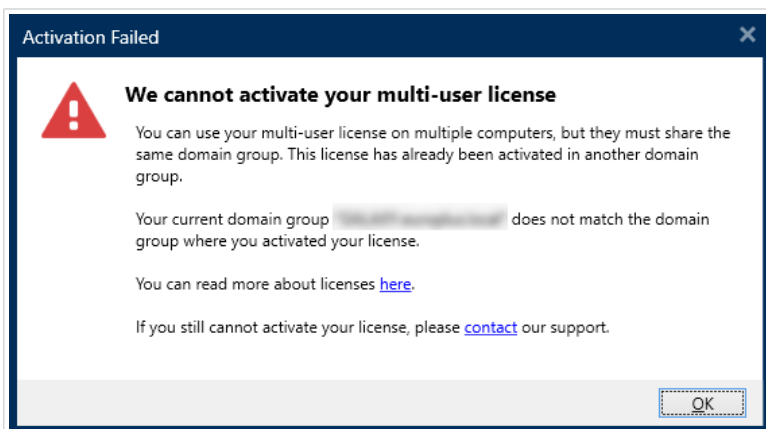 Activation Failed
We cannot activate your multi-user license
You can use your multi-user license on multiple computers, but they must share the
same domain group. This license has already been activated in another domain
group.
Your current domain group does not match the domain
group where you activated your license.
You can read more about licenses here.
If you still cannot activate your license, please contact our support.
OK